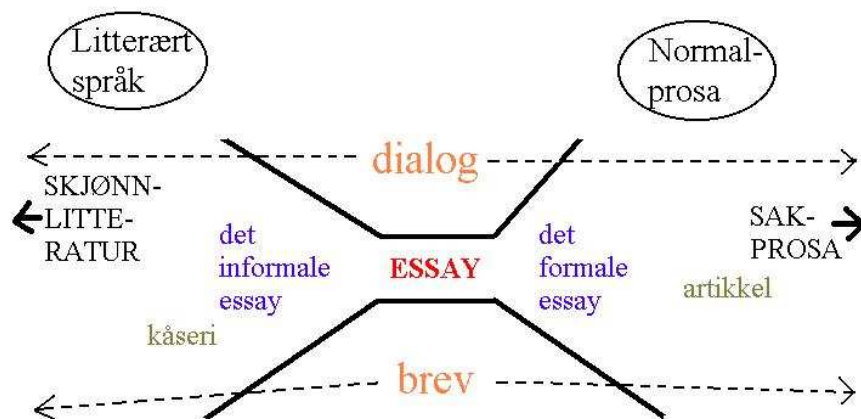 Litterært
språk
Normal-
prosa
dialog
SKJØNN-
LITTE-
RATUR
SAK-
PROSA
det
informale
essay
ESSAY
det
formale
essay
artikkel
kåseri
brev